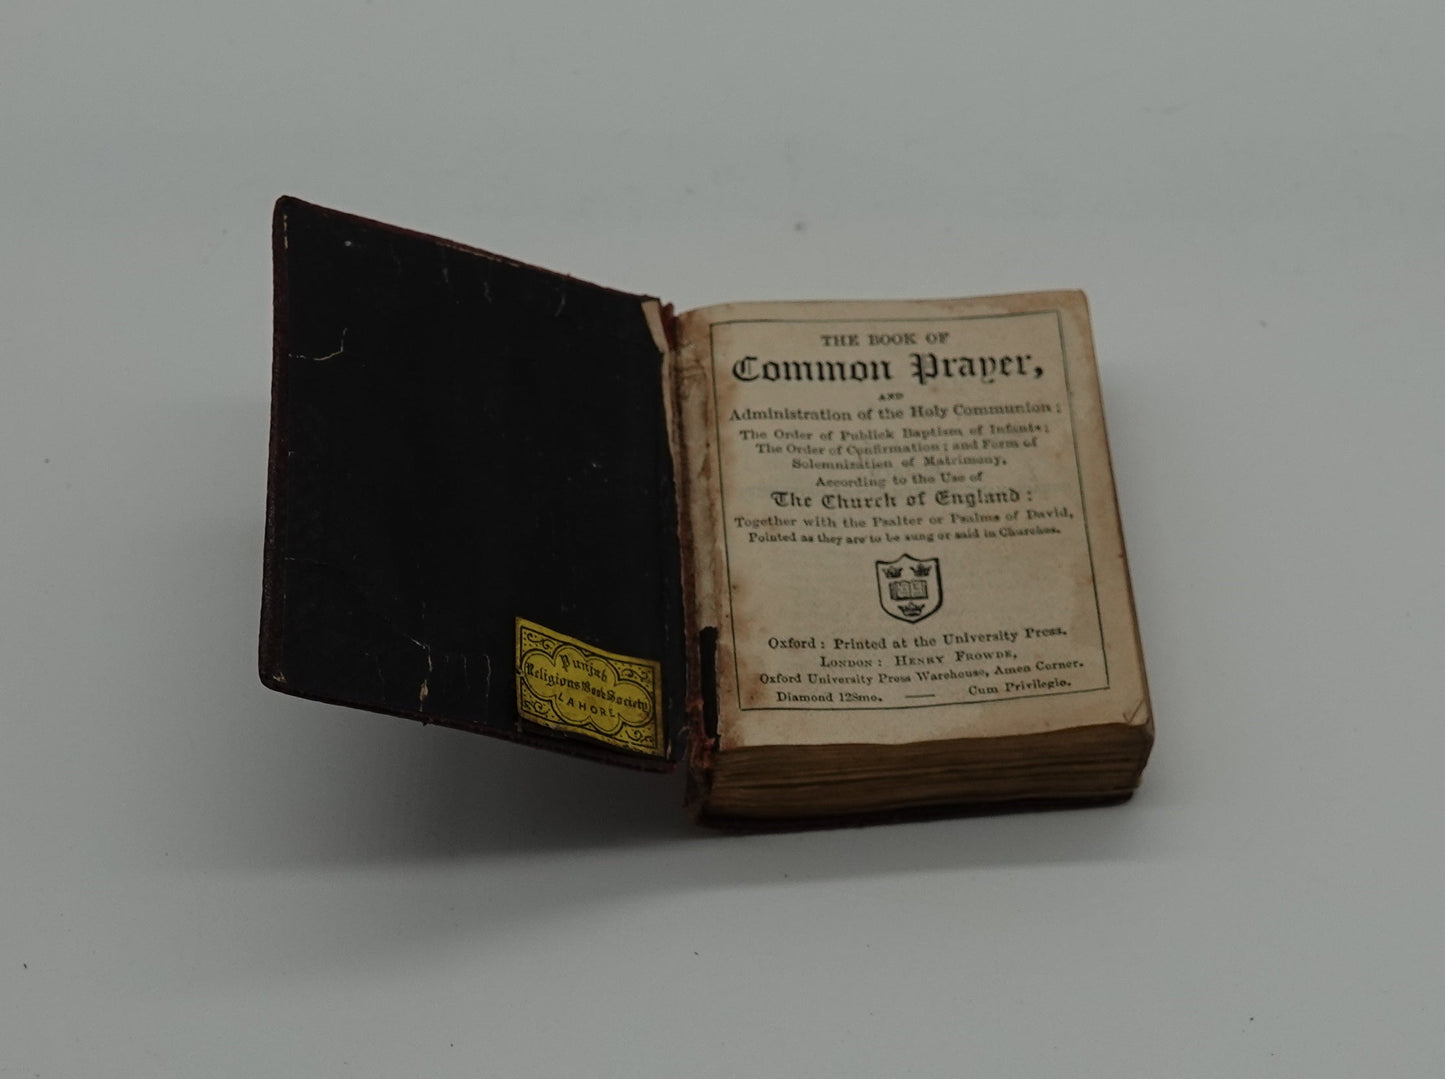 Punjab
Religious Book Society
LAHORE
THE BOOK OF
Common Prayer,
AND
Administration of the Holy Communion;
The Order of Publick Baptism of Infants;
The Order of Confirmation; and Form of
Solemnization of Matrimony,
According to the Use of
The Church of England:
Together with the Psalter or Psalms of David,
Pointed as they are to be sung or said in Churches.
Oxford: Printed at the University Press.
LONDON: HENRY FROWDE,
Oxford University Press Warehouse, Amen Corner.
Diamond 128mo. — Cum Privilegio.